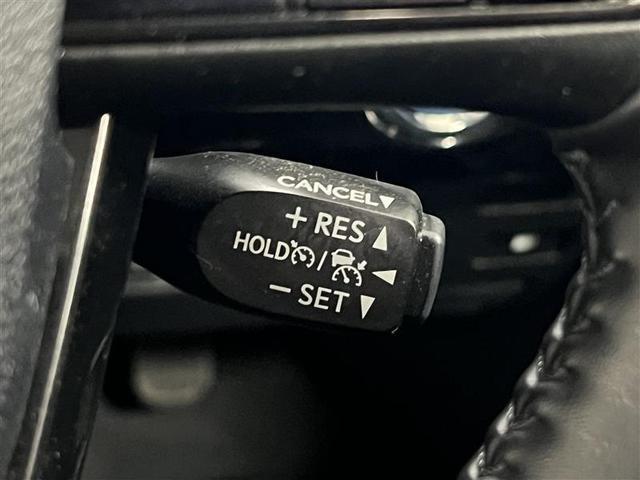 CANCEL▼
+ RES ▲
HOLD / ◀
− SET ▼